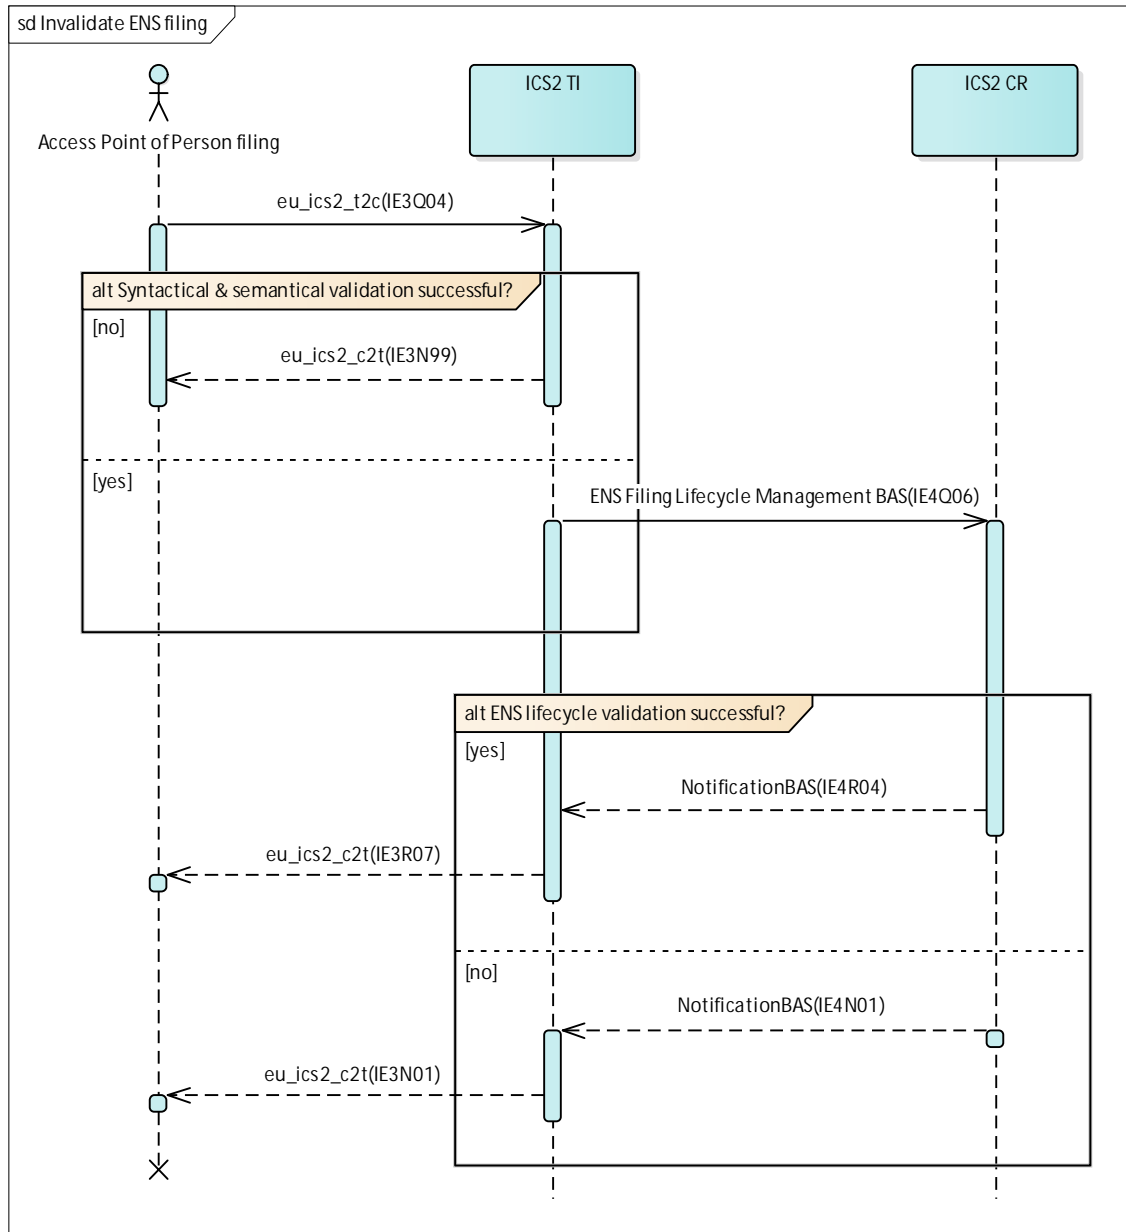 sd Invalidate ENS filing
Access Point of Person filing
ICS2 TI
ICS2 CR
eu_ics2_t2c(IE3Q04)
alt Syntactical & semantical validation successful?
[no]
eu_ics2_c2t(IE3N99)
[yes]
ENS Filing Lifecycle Management BAS(IE4Q06)
alt ENS lifecycle validation successful?
[yes]
NotificationBAS(IE4R04)
eu_ics2_c2t(IE3R07)
[no]
NotificationBAS(IE4N01)
eu_ics2_c2t(IE3N01)